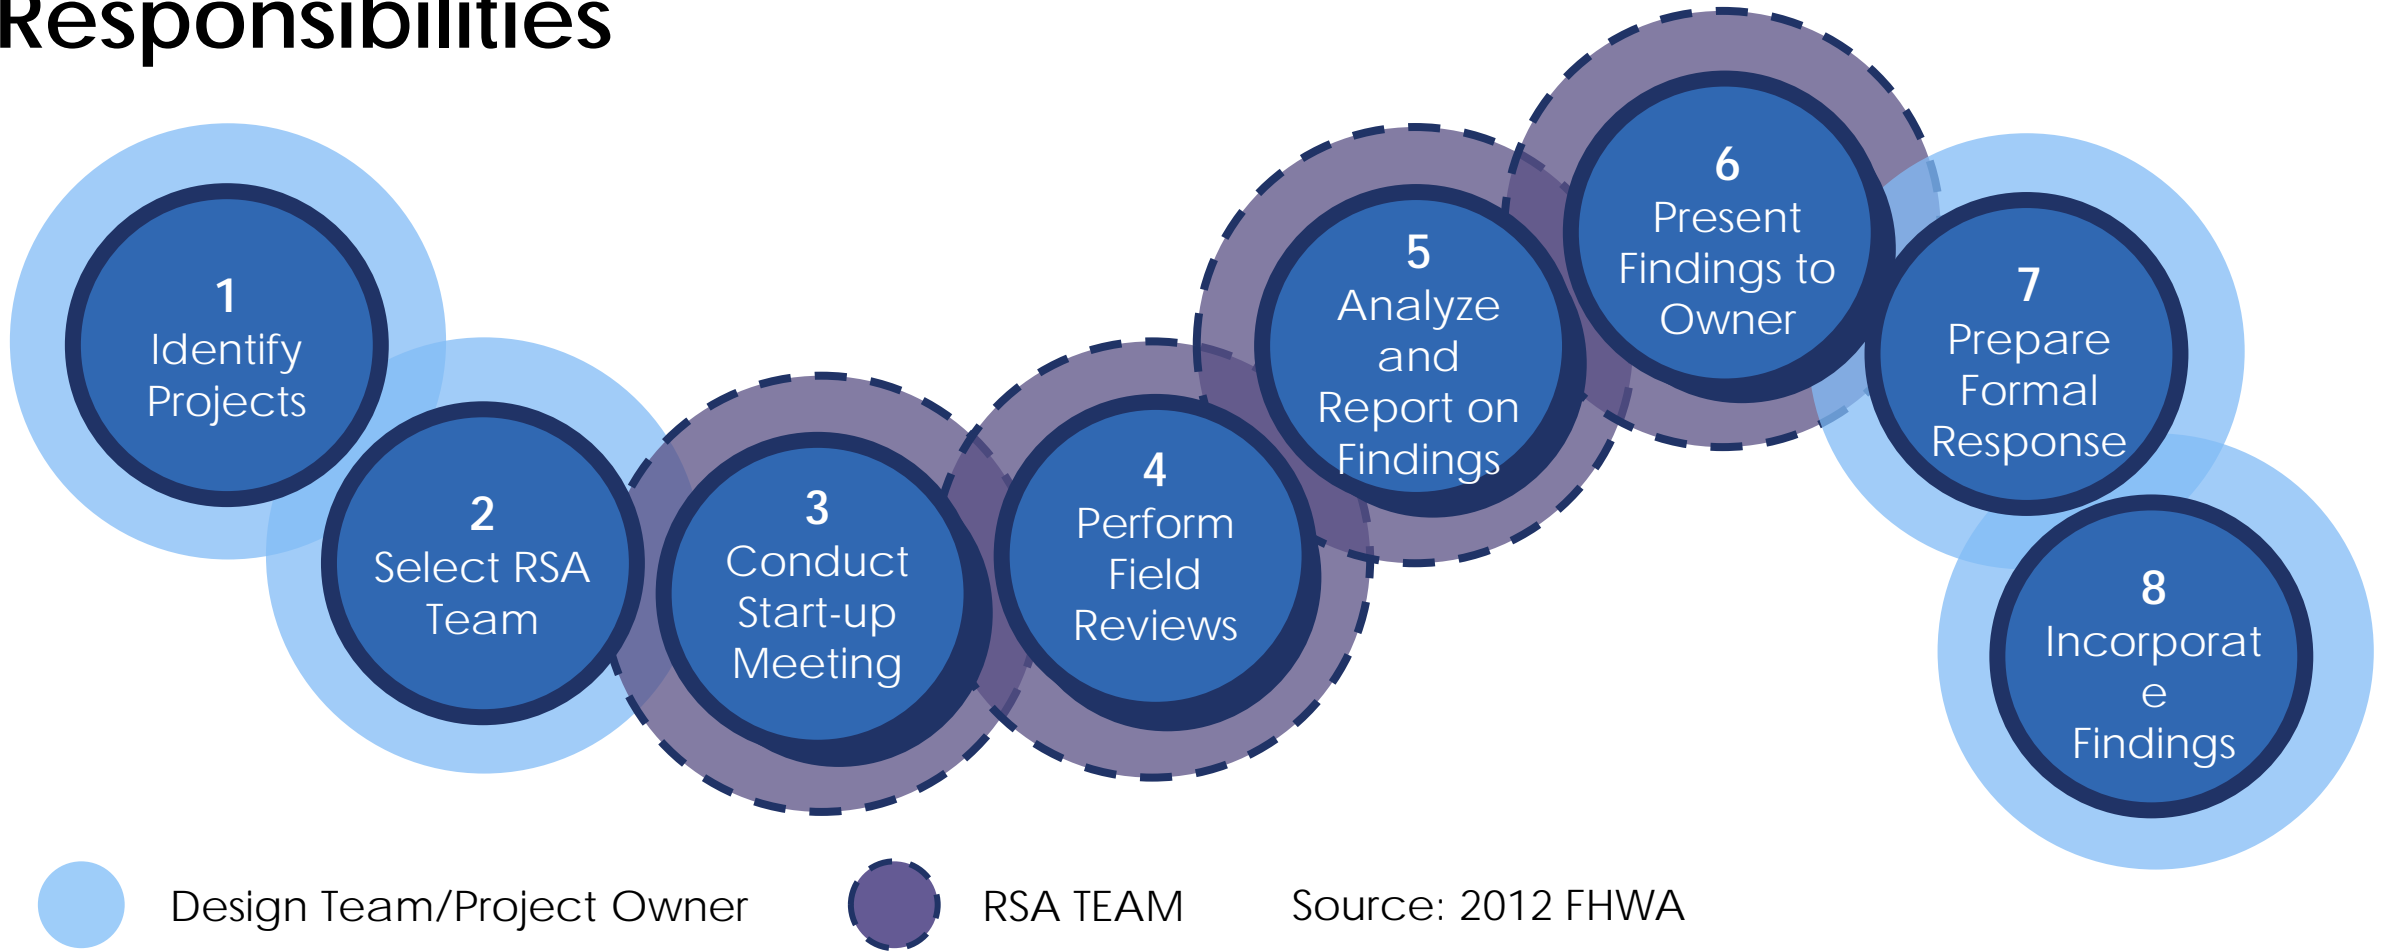 Responsibilities
1
Identify
Projects
2
Select RSA
Team
3
Conduct
Start-up
Meeting
4
Perform
Field
Reviews
5
Analyze
and
Report on
Findings
6
Present
Findings to
Owner
7
Prepare
Formal
Response
8
Incorporat
e
Findings
Design Team/Project Owner
RSA TEAM
Source: 2012 FHWA